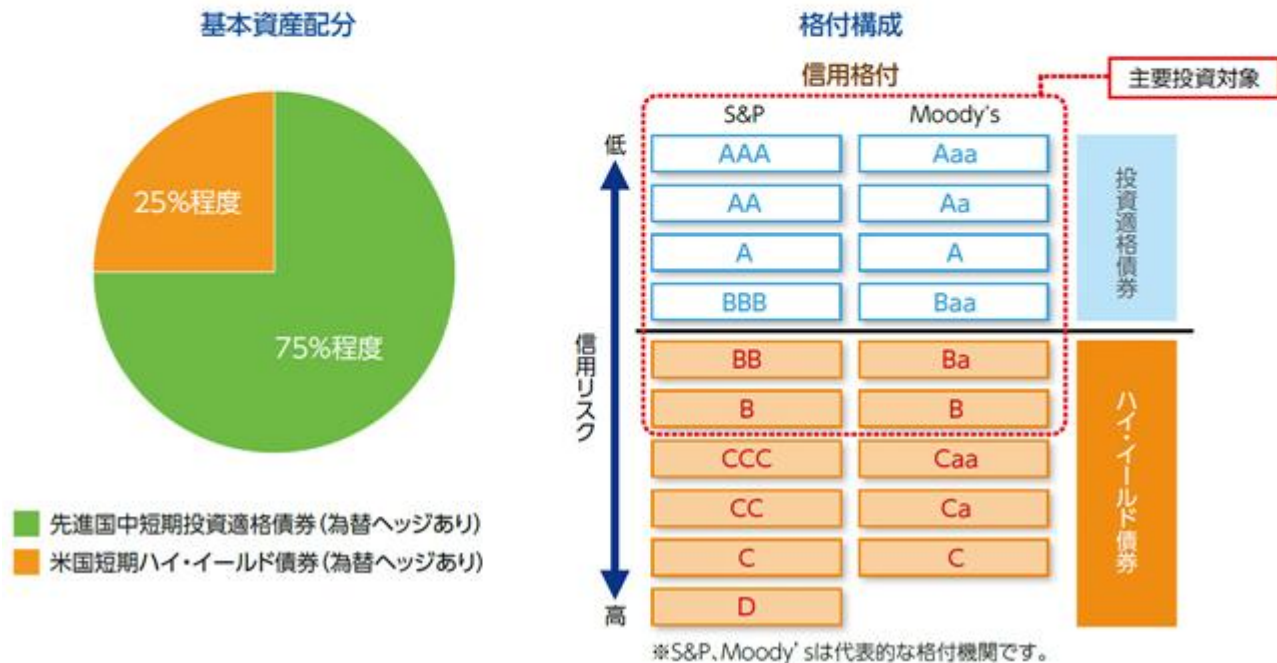 基本資産配分
25%程度
75%程度
先進国中短期投資適格債券(為替ヘッジあり)
米国短期ハイ・イールド債券(為替ヘッジあり)
格付構成
信用格付
主要投資対象
S&P Moody's
低
信用リスク
高
AAA Aaa
AA Aa
A A
BBB Baa
BB Ba
B B
CCC Caa
CC Ca
C C
D
投資適格債券
ハイ・イールド債券
※S&P、Moody'sは代表的な格付機関です。